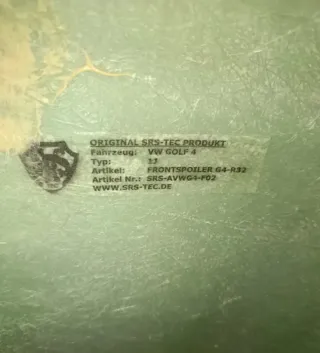 ORIGINAL SRS-TEC PRODUKT
Fahrzeug: VW GOLF 4
Typ: 1J
Artikel: FRONTSPOILER G4-R32
Artikel Nr.: SRS-AVWG4-F02
WWW.SRS-TEC.DE